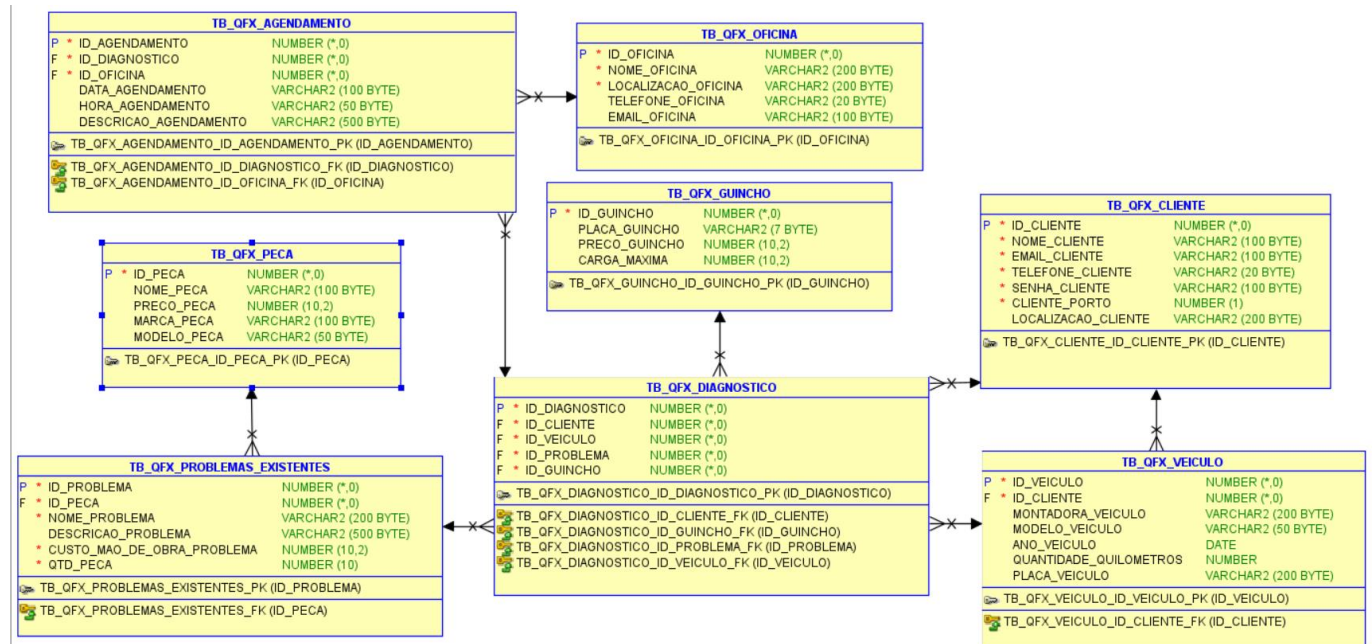 TB_QFX_AGENDAMENTO
P * ID_AGENDAMENTO NUMBER (*,0)
F * ID_DIAGNOSTICO NUMBER (*,0)
F * ID_OFICINA NUMBER (*,0)
DATA_AGENDAMENTO VARCHAR2 (100 BYTE)
HORA_AGENDAMENTO VARCHAR2 (50 BYTE)
DESCRICAO_AGENDAMENTO VARCHAR2 (500 BYTE)
TB_QFX_AGENDAMENTO_ID_AGENDAMENTO_PK (ID_AGENDAMENTO)
TB_QFX_AGENDAMENTO_ID_DIAGNOSTICO_FK (ID_DIAGNOSTICO)
TB_QFX_AGENDAMENTO_ID_OFICINA_FK (ID_OFICINA)
TB_QFX_OFICINA
P * ID_OFICINA NUMBER (*,0)
* NOME_OFICINA VARCHAR2 (200 BYTE)
* LOCALIZACAO_OFICINA VARCHAR2 (200 BYTE)
TELEFONE_OFICINA VARCHAR2 (20 BYTE)
EMAIL_OFICINA VARCHAR2 (100 BYTE)
TB_QFX_OFICINA_ID_OFICINA_PK (ID_OFICINA)
TB_QFX_GUINCHO
P * ID_GUINCHO NUMBER (*,0)
PLACA_GUINCHO VARCHAR2 (7 BYTE)
PRECO_GUINCHO NUMBER (10,2)
CARGA_MAXIMA NUMBER (10,2)
TB_QFX_GUINCHO_ID_GUINCHO_PK (ID_GUINCHO)
TB_QFX_CLIENTE
P * ID_CLIENTE NUMBER (*,0)
* NOME_CLIENTE VARCHAR2 (100 BYTE)
* EMAIL_CLIENTE VARCHAR2 (100 BYTE)
* TELEFONE_CLIENTE VARCHAR2 (20 BYTE)
* SENHA_CLIENTE VARCHAR2 (100 BYTE)
* CLIENTE_PORTO NUMBER (1)
LOCALIZACAO_CLIENTE VARCHAR2 (200 BYTE)
TB_QFX_CLIENTE_ID_CLIENTE_PK (ID_CLIENTE)
TB_QFX_PECA
P * ID_PECA NUMBER (*,0)
NOME_PECA VARCHAR2 (100 BYTE)
PRECO_PECA NUMBER (10,2)
MARCA_PECA VARCHAR2 (100 BYTE)
MODELO_PECA VARCHAR2 (50 BYTE)
TB_QFX_PECA_ID_PECA_PK (ID_PECA)
TB_QFX_DIAGNOSTICO
P * ID_DIAGNOSTICO NUMBER (*,0)
F * ID_CLIENTE NUMBER (*,0)
F * ID_VEICULO NUMBER (*,0)
F * ID_PROBLEMA NUMBER (*,0)
F * ID_GUINCHO NUMBER (*,0)
TB_QFX_DIAGNOSTICO_ID_DIAGNOSTICO_PK (ID_DIAGNOSTICO)
TB_QFX_DIAGNOSTICO_ID_CLIENTE_FK (ID_CLIENTE)
TB_QFX_DIAGNOSTICO_ID_GUINCHO_FK (ID_GUINCHO)
TB_QFX_DIAGNOSTICO_ID_PROBLEMA_FK (ID_PROBLEMA)
TB_QFX_DIAGNOSTICO_ID_VEICULO_FK (ID_VEICULO)
TB_QFX_PROBLEMAS_EXISTENTES
P * ID_PROBLEMA NUMBER (*,0)
F ID_PECA NUMBER (*,0)
* NOME_PROBLEMA VARCHAR2 (200 BYTE)
DESCRICAO_PROBLEMA VARCHAR2 (500 BYTE)
* CUSTO_MAO_DE_OBRA_PROBLEMA NUMBER (10,2)
* QTD_PECA NUMBER (10)
TB_QFX_PROBLEMAS_EXISTENTES_PK (ID_PROBLEMA)
TB_QFX_PROBLEMAS_EXISTENTES_FK (ID_PECA)
TB_QFX_VEICULO
P * ID_VEICULO NUMBER (*,0)
F * ID_CLIENTE NUMBER (*,0)
MONTADORA_VEICULO VARCHAR2 (200 BYTE)
MODELO_VEICULO VARCHAR2 (50 BYTE)
ANO_VEICULO DATE
QUANTIDADE_QUILOMETROS NUMBER
PLACA_VEICULO VARCHAR2 (200 BYTE)
TB_QFX_VEICULO_ID_VEICULO_PK (ID_VEICULO)
TB_QFX_VEICULO_ID_CLIENTE_FK (ID_CLIENTE)